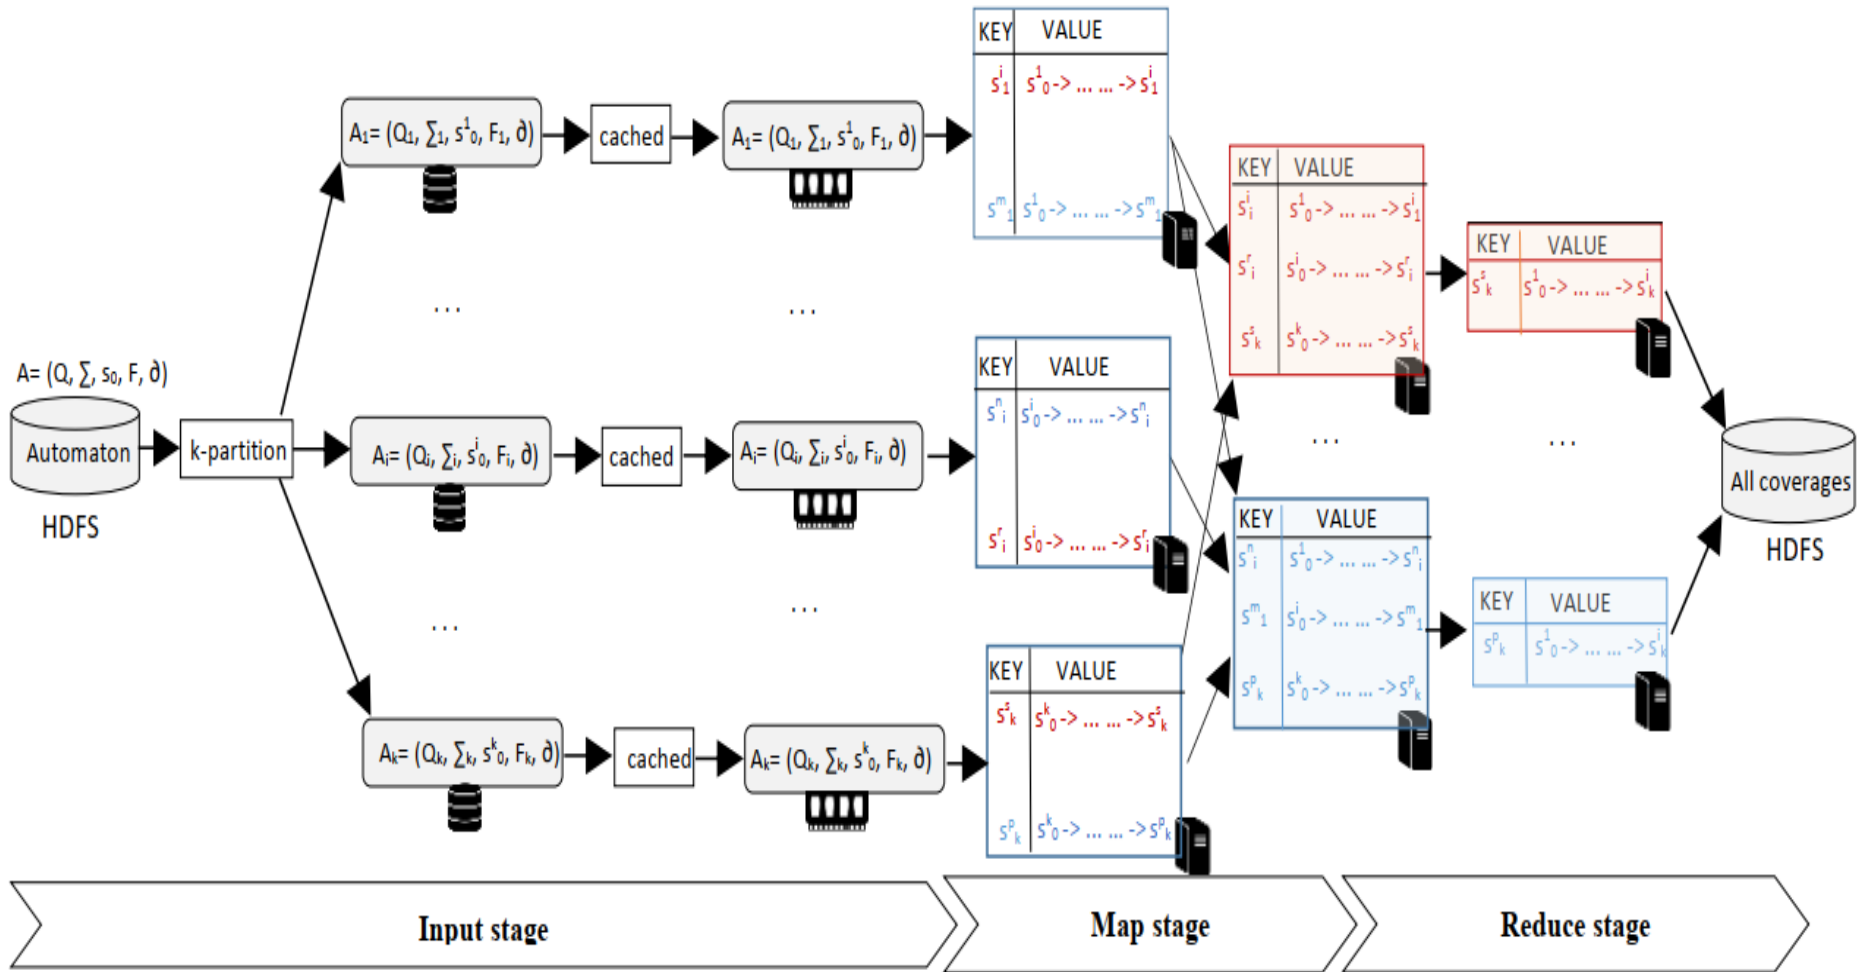 A= (Q, ∑, s₀, F, ∂)
Automaton
HDFS
k-partition
A₁= (Q₁, ∑₁, s¹₀, F₁, ∂)
cached
A₁= (Q₁, ∑₁, s¹₀, F₁, ∂)
. . .
. . .
Aᵢ= (Qᵢ, ∑ᵢ, sⁱ₀, Fᵢ, ∂)
cached
Aᵢ= (Qᵢ, ∑ᵢ, sⁱ₀, Fᵢ, ∂)
. . .
. . .
Aₖ= (Qₖ, ∑ₖ, sᵏ₀, Fₖ, ∂)
cached
Aₖ= (Qₖ, ∑ₖ, sᵏ₀, Fₖ, ∂)
KEY VALUE
sⁱ₁ s¹₀ -> ... ... -> sⁱ₁
sᵐ₁ s¹₀ -> ... ... -> sᵐ₁
KEY VALUE
sⁿᵢ sⁱ₀ -> ... ... -> sⁿᵢ
sʳᵢ sⁱ₀ -> ... ... -> sʳᵢ
KEY VALUE
sˢₖ sᵏ₀ -> ... ... -> sˢₖ
sᵖₖ sᵏ₀ -> ... ... -> sᵖₖ
KEY VALUE
sⁱᵢ s¹₀ -> ... ... -> sⁱ₁
sʳᵢ sⁱ₀ -> ... ... -> sʳᵢ
sˢₖ sᵏ₀ -> ... ... -> sˢₖ
. . .
KEY VALUE
sⁿᵢ s¹₀ -> ... ... -> sⁿᵢ
sᵐ₁ sⁱ₀ -> ... ... -> sᵐ₁
sᵖₖ sᵏ₀ -> ... ... -> sᵖₖ
KEY VALUE
sˢₖ s¹₀ -> ... ... -> sⁱₖ
. . .
KEY VALUE
sᵖₖ s¹₀ -> ... ... -> sⁱₖ
All coverages
HDFS
Input stage
Map stage
Reduce stage